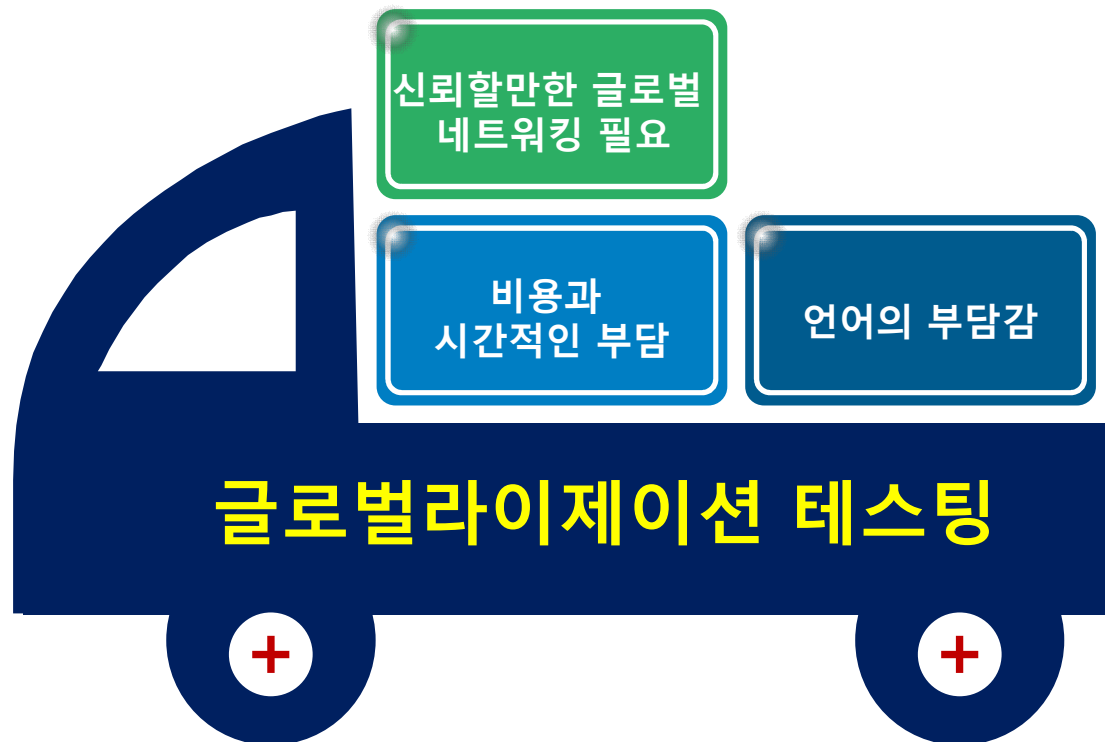 신뢰할만한 글로벌
네트워킹 필요
비용과
시간적인 부담
언어의 부담감
글로벌라이제이션 테스팅
+
+